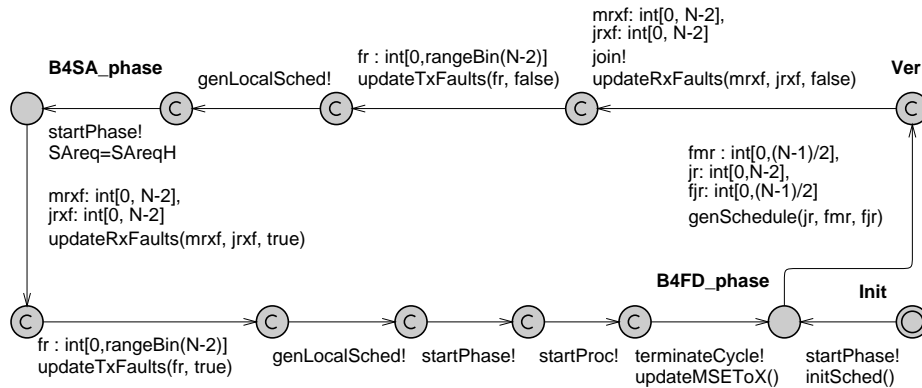 mrxf: int[0, N-2],
jrxf: int[0, N-2]
join!
updateRxFaults(mrxf, jrxf, false)
fr : int[0,rangeBin(N-2)]
updateTxFaults(fr, false)
B4SA_phase
genLocalSched!
Ver
C
C
C
C
startPhase!
SAreq=SAreqH
mrxf: int[0, N-2],
jrxf: int[0, N-2]
updateRxFaults(mrxf, jrxf, true)
fmr : int[0,(N-1)/2],
jr: int[0,N-2],
fjr: int[0,(N-1)/2]
genSchedule(jr, fmr, fjr)
B4FD_phase
Init
C
C
C
C
C
fr : int[0,rangeBin(N-2)]
updateTxFaults(fr, true)
genLocalSched!
startPhase!
startProc!
terminateCycle!
updateMSEToX()
startPhase!
initSched()